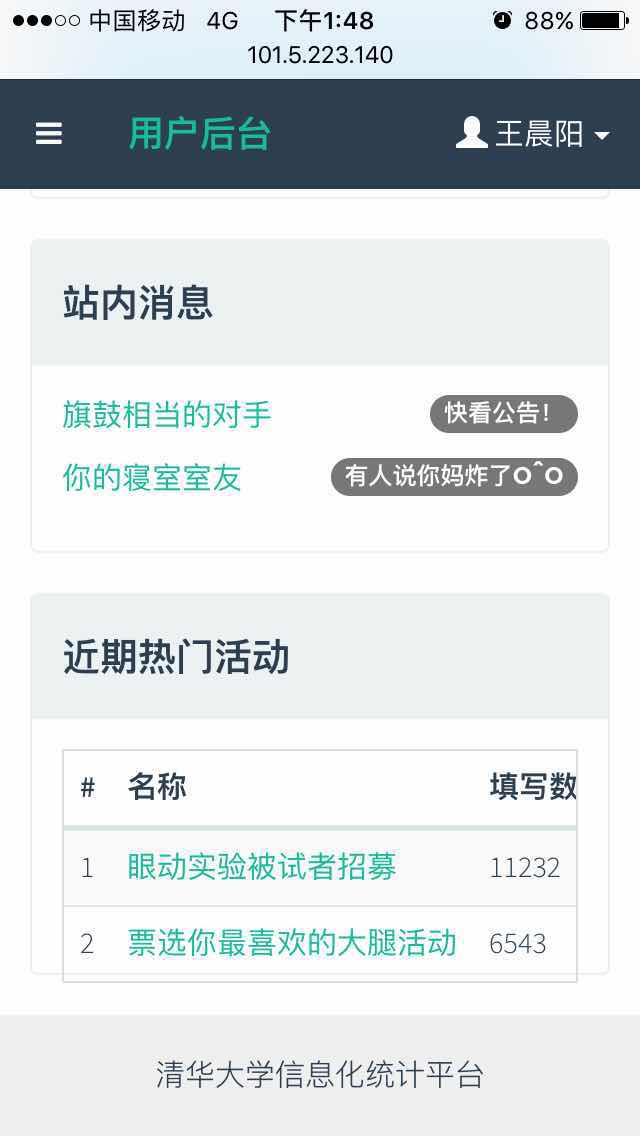 中国移动 4G 下午1:48 88%
101.5.223.140
用户后台 王晨阳
站内消息
旗鼓相当的对手 快看公告！
你的寝室室友 有人说你妈炸了O^O
近期热门活动
# 名称 填写数
1 眼动实验被试者招募 11232
2 票选你最喜欢的大腿活动 6543
清华大学信息化统计平台